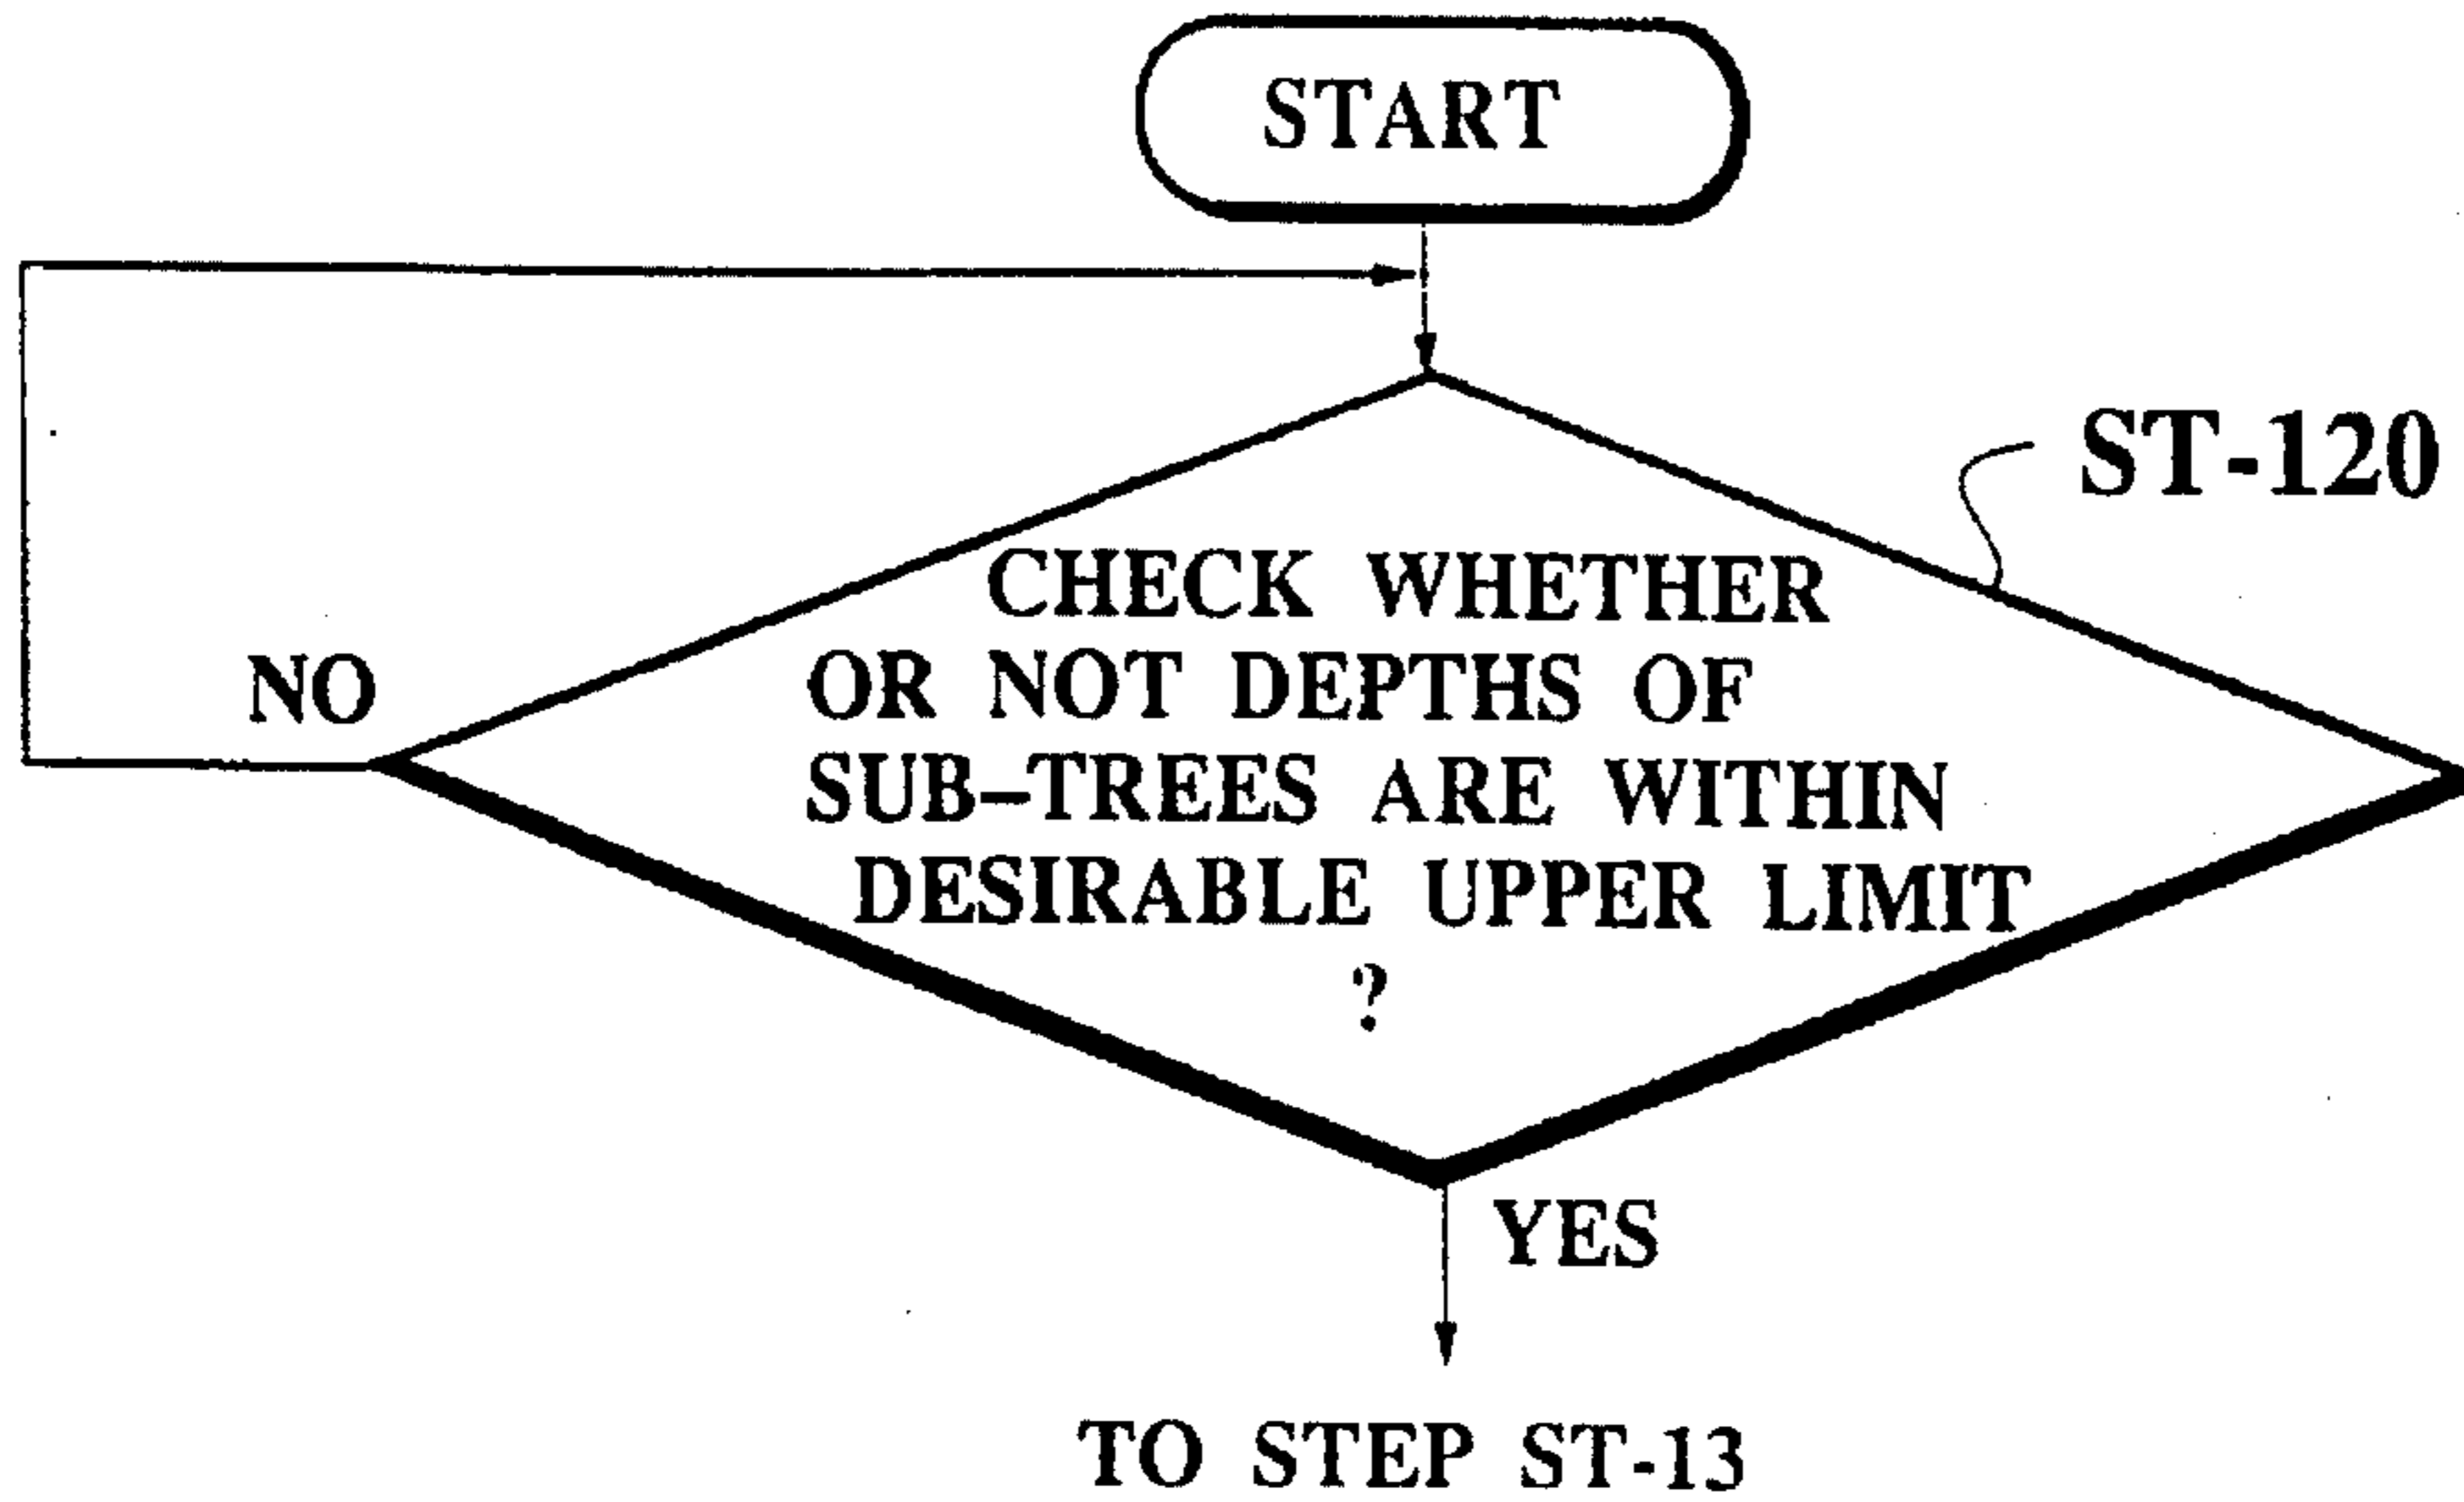 START
ST-120
CHECK WHETHER
OR NOT DEPTHS OF
SUB-TREES ARE WITHIN
DESIRABLE UPPER LIMIT
?
NO
YES
TO STEP ST-13